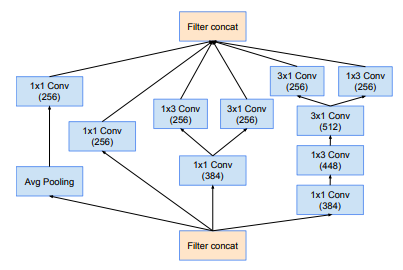 Filter concat
3x1 Conv
(256)
1x3 Conv
(256)
1x1 Conv
(256)
1x3 Conv
(256)
3x1 Conv
(256)
3x1 Conv
(512)
1x1 Conv
(256)
1x3 Conv
(448)
1x1 Conv
(384)
Avg Pooling
1x1 Conv
(384)
Filter concat